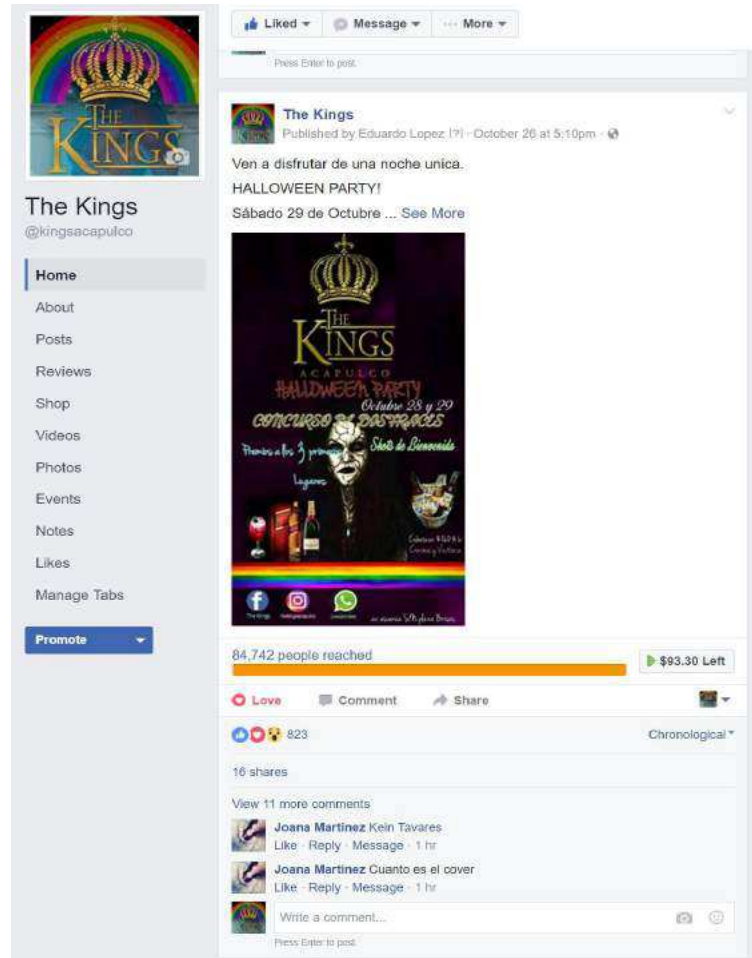 Liked
Message
More
Press Enter to post.
THE
KINGS
The Kings
@kingsacapulco
Home
About
Posts
Reviews
Shop
Videos
Photos
Events
Notes
Likes
Manage Tabs
Promote
The Kings
Published by Eduardo Lopez [?] · October 26 at 5:10pm ·
Ven a disfrutar de una noche unica.
HALLOWEEN PARTY!
Sábado 29 de Octubre ... See More
THE
KINGS
ACAPULCO
HALLOWEEN PARTY
Octubre 28 y 29
CONCURSO DE DISFRACES
Premios a los 3 primeros
Lugares
Shots de Bienvenida
The Kings
84,742 people reached
$93.30 Left
Love
Comment
Share
823
Chronological
16 shares
View 11 more comments
Joana Martinez Kein Tavares
Like · Reply · Message · 1 hr
Joana Martinez Cuanto es el cover
Like · Reply · Message · 1 hr
Write a comment...
Press Enter to post.